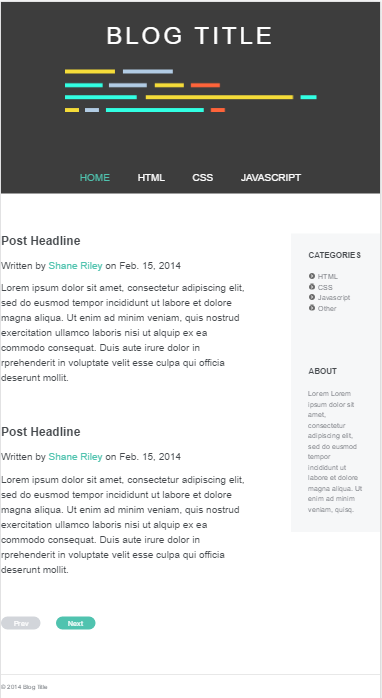 BLOG TITLE
HOME HTML CSS JAVASCRIPT
Post Headline
Written by Shane Riley on Feb. 15, 2014
Lorem ipsum dolor sit amet, consectetur adipiscing elit,
sed do eusmod tempor incididunt ut labore et dolore
magna aliqua. Ut enim ad minim veniam, quis nostrud
exercitation ullamco laboris nisi ut alquip ex ea
commodo consequat. Duis aute irure dolor in
rprehenderit in voluptate velit esse culpa qui officia
deserunt mollit.
Post Headline
Written by Shane Riley on Feb. 15, 2014
Lorem ipsum dolor sit amet, consectetur adipiscing elit,
sed do eusmod tempor incididunt ut labore et dolore
magna aliqua. Ut enim ad minim veniam, quis nostrud
exercitation ullamco laboris nisi ut alquip ex ea
commodo consequat. Duis aute irure dolor in
rprehenderit in voluptate velit esse culpa qui officia
deserunt mollit.
Prev Next
CATEGORIES
HTML
CSS
Javascript
Other
ABOUT
Lorem Lorem
ipsum dolor sit
amet,
consectetur
adipiscing elit,
sed do eusmod
tempor
incididunt ut
labore et dolore
magna aliqua. Ut
enim ad minim
veniam, quisq.
© 2014 Blog Title